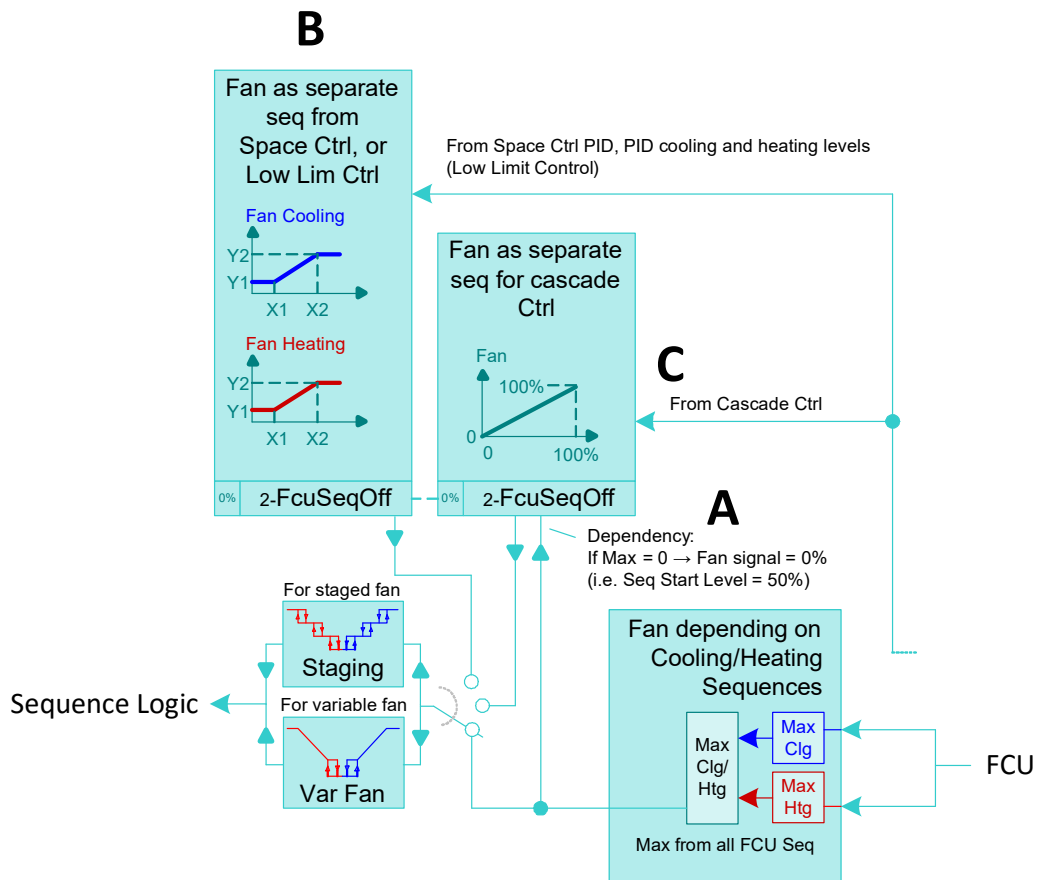 B
Fan as separate
seq from
Space Ctrl, or
Low Lim Ctrl
Fan Cooling
Y2
Y1
X1 X2
Fan Heating
Y2
Y1
X1 X2
0% 2-FcuSeqOff
From Space Ctrl PID, PID cooling and heating levels
(Low Limit Control)
Fan as separate
seq for cascade
Ctrl
Fan
100%
0
0 100%
0% 2-FcuSeqOff
C
From Cascade Ctrl
A
Dependency:
If Max = 0 → Fan signal = 0%
(i.e. Seq Start Level = 50%)
For staged fan
Staging
Sequence Logic
For variable fan
Var Fan
Fan depending on
Cooling/Heating
Sequences
Max
Clg/
Htg
Max
Clg
Max
Htg
Max from all FCU Seq
FCU